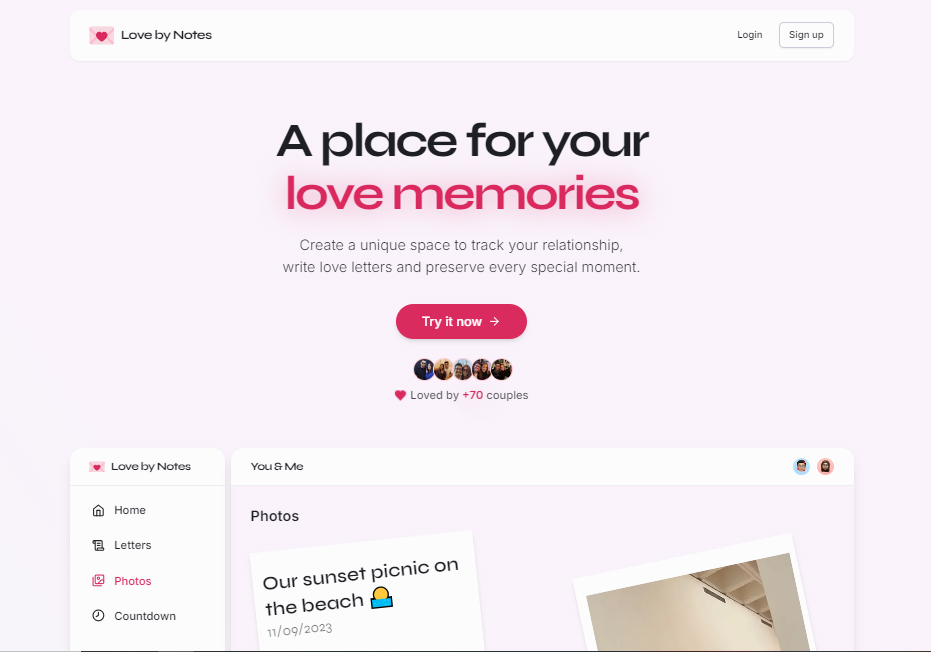 Love by Notes
Login
Sign up
A place for your
love memories
Create a unique space to track your relationship,
write love letters and preserve every special moment.
Try it now →
Loved by +70 couples
Love by Notes
You & Me
Home
Letters
Photos
Countdown
Photos
Our sunset picnic on
the beach
11/09/2023